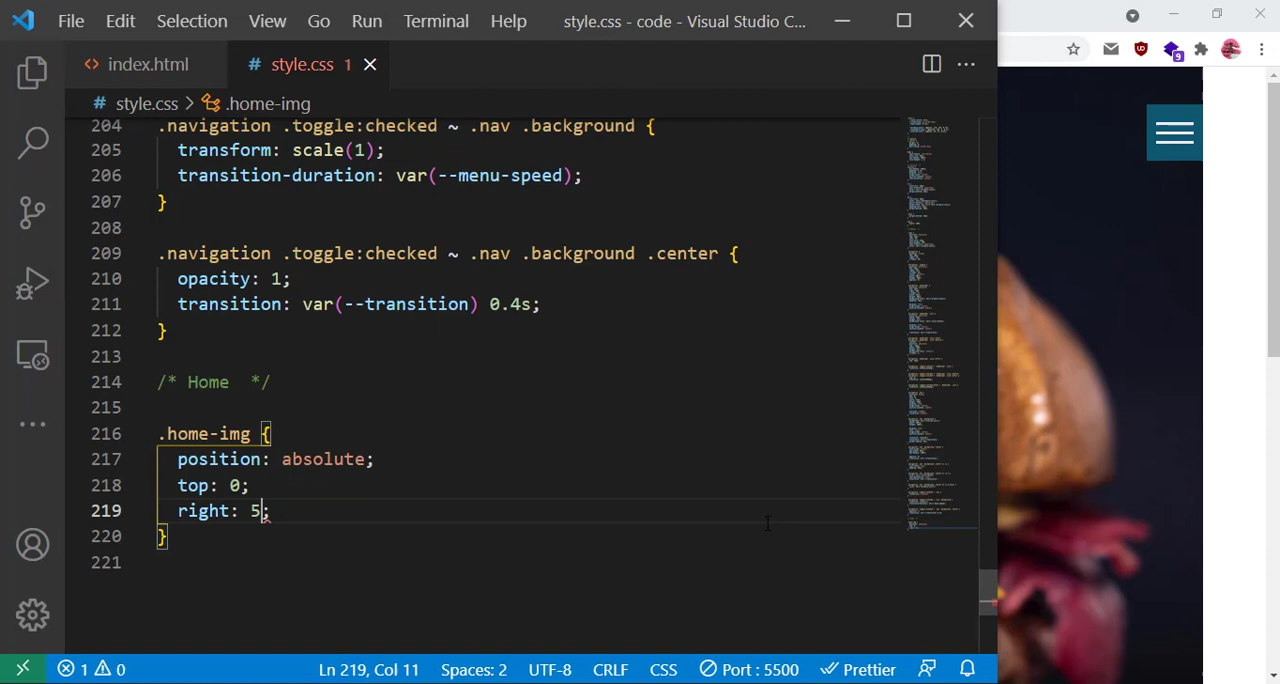 File Edit Selection View Go Run Terminal Help style.css - code - Visual Studio C...
<> index.html # style.css 1
# style.css > .home-img
9
204 .navigation .toggle:checked ~ .nav .background {
205 transform: scale(1);
206 transition-duration: var(--menu-speed);
207 }
208
209 .navigation .toggle:checked ~ .nav .background .center {
210 opacity: 1;
211 transition: var(--transition) 0.4s;
212 }
213
214 /* Home  */
215
216 .home-img {
217 position: absolute;
218 top: 0;
219 right: 5;
220 }
221
1 0 Ln 219, Col 11 Spaces: 2 UTF-8 CRLF CSS Port : 5500 Prettier